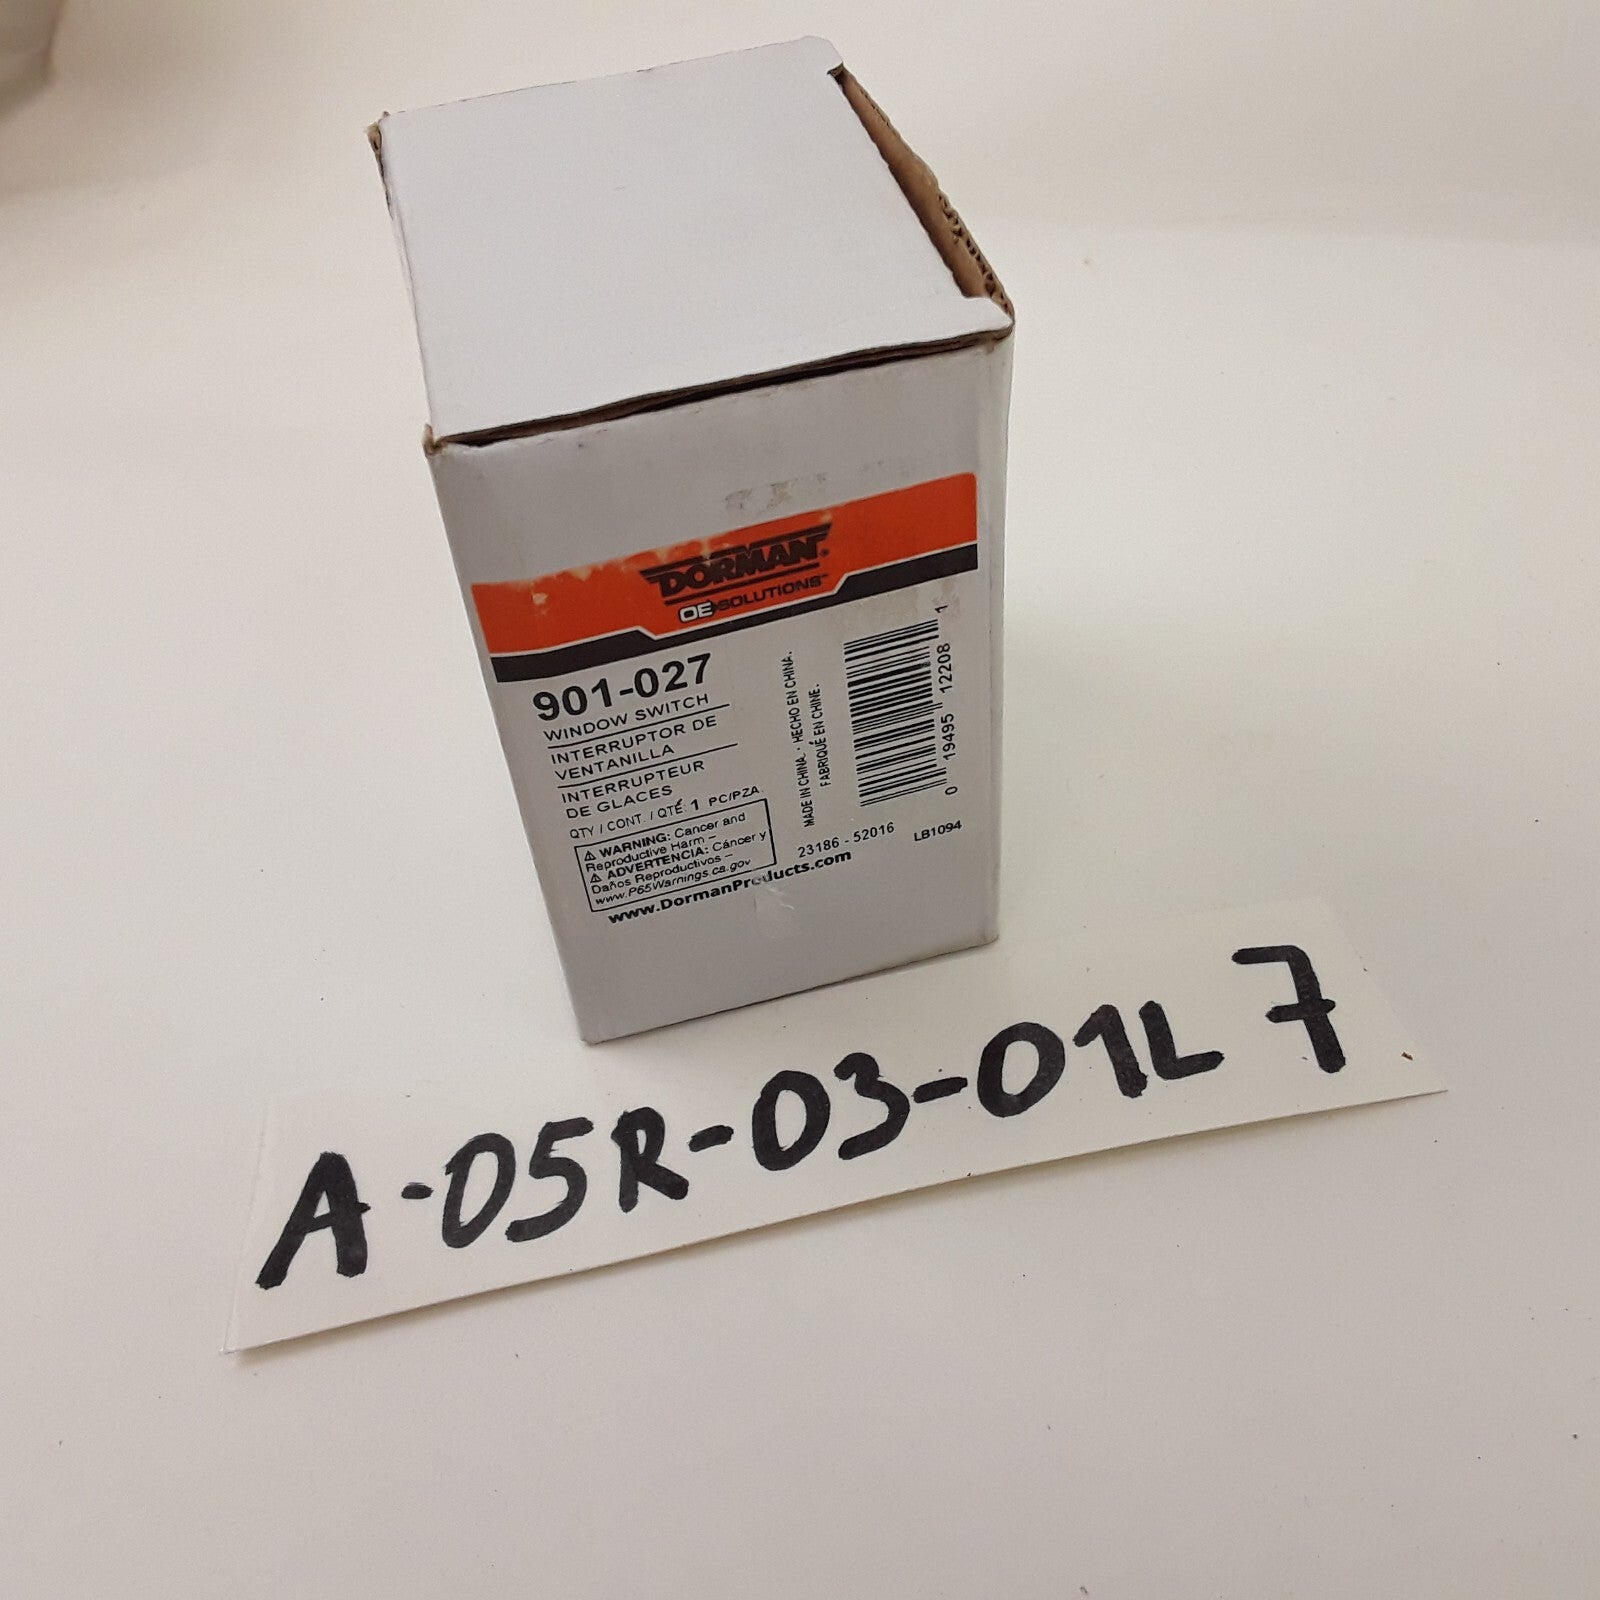 DORMAN®
OE SOLUTIONS™
901-027
WINDOW SWITCH
INTERRUPTOR DE
VENTANILLA
INTERRUPTEUR
DE GLACES
QTY / CONT. / QTÉ: 1 PC/PZA
⚠ WARNING: Cancer and
Reproductive Harm –
⚠ ADVERTENCIA: Cáncer y
Daños Reproductivos –
www.P65Warnings.ca.gov
www.DormanProducts.com
MADE IN CHINA. · HECHO EN CHINA.
FABRIQUÉ EN CHINE.
0 19495 12208 1
23186 - 52016
LB1094
A-05R-03-01L 7